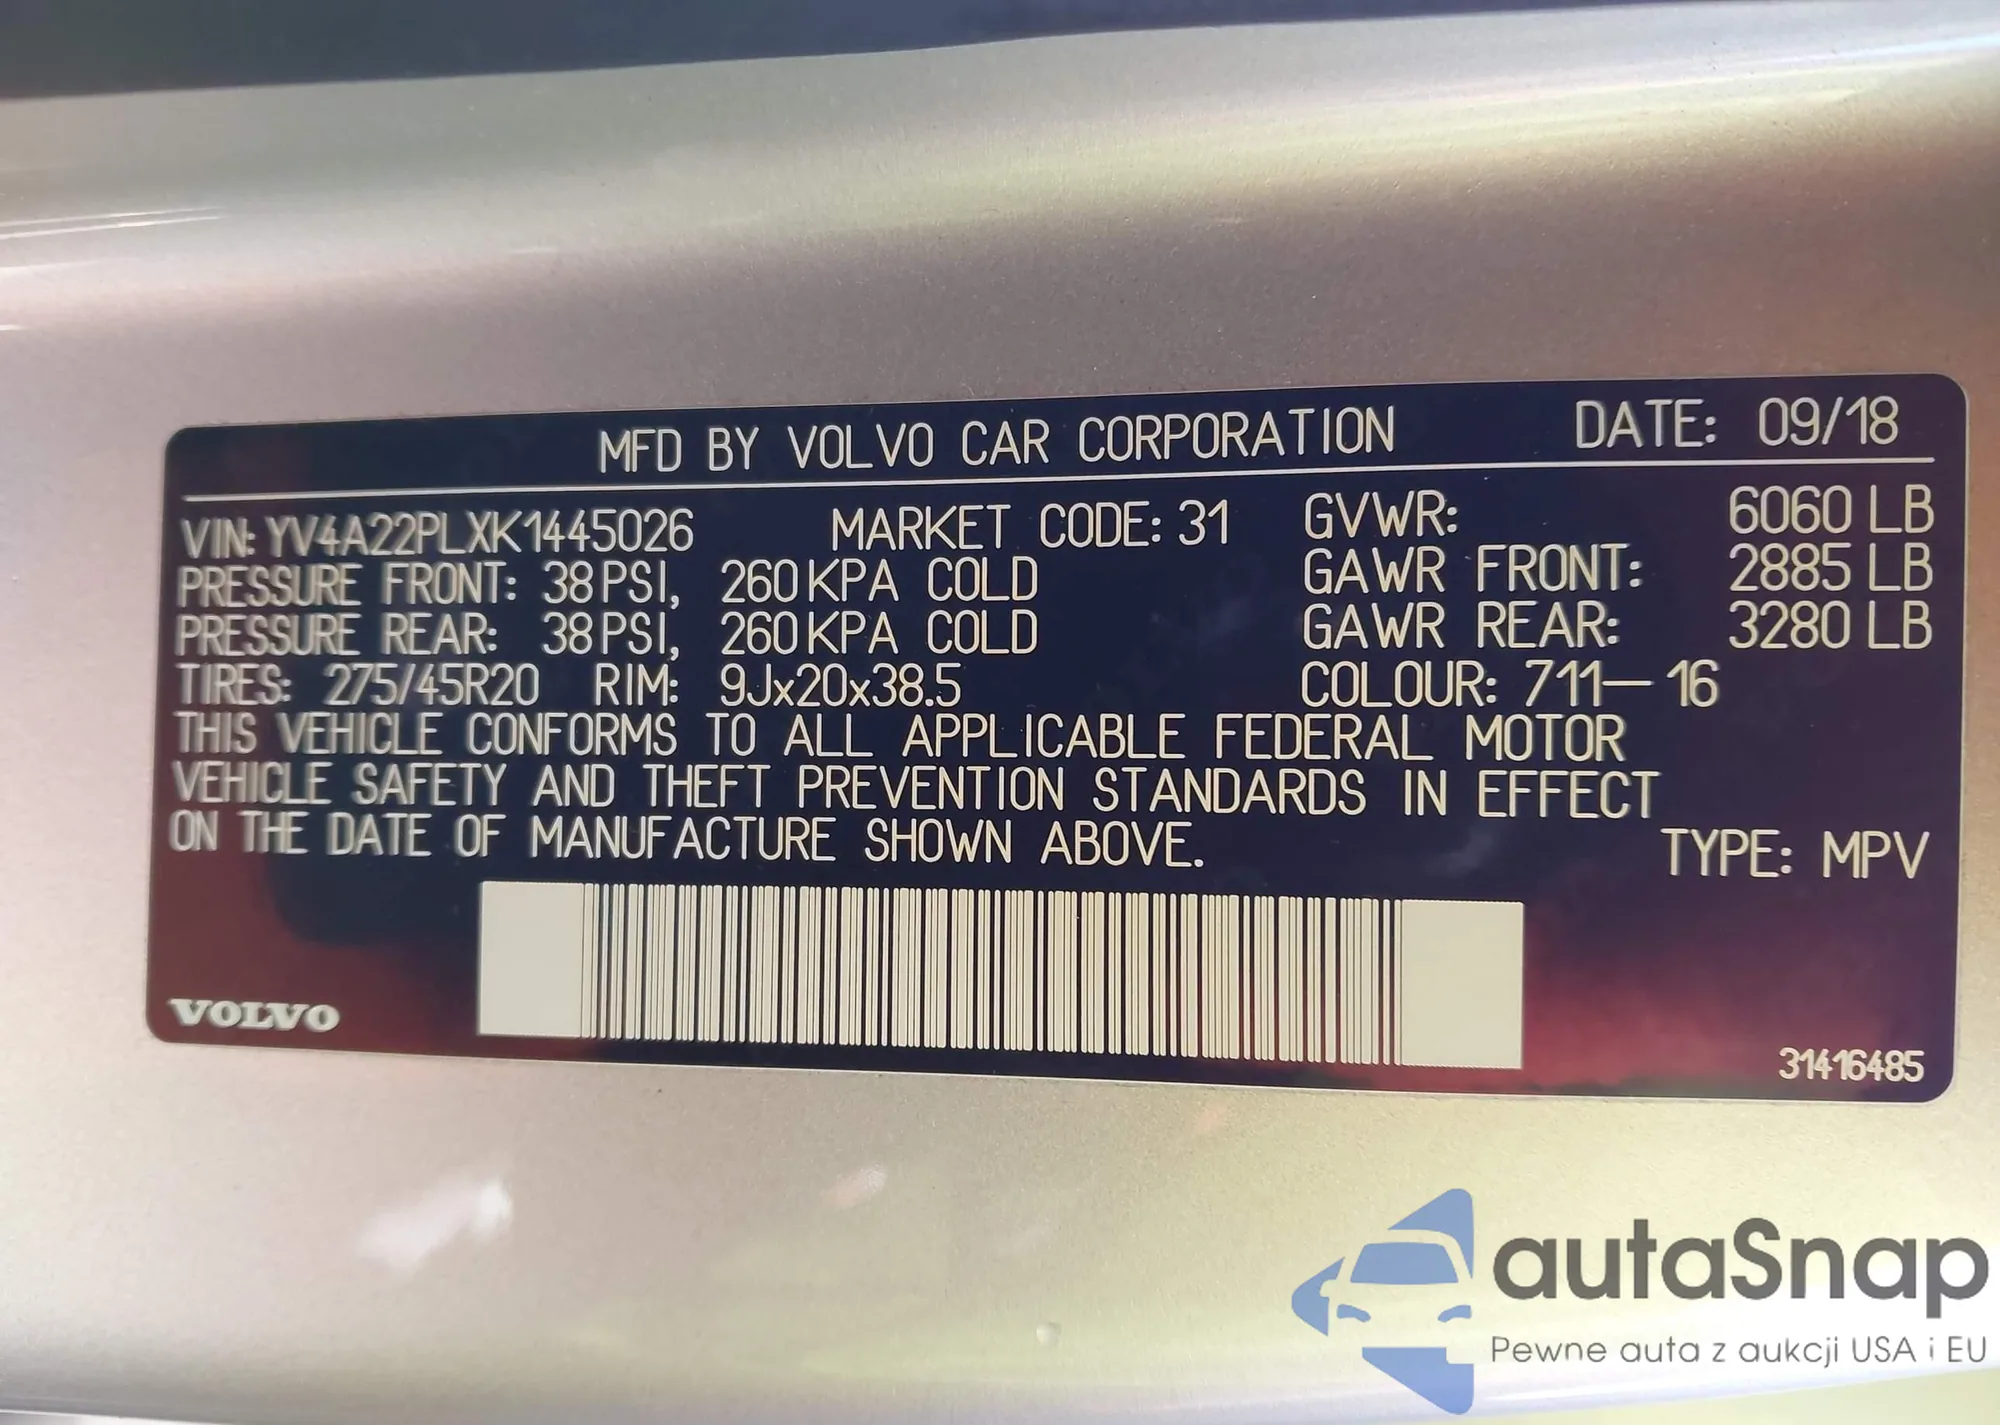 MFD BY VOLVO CAR CORPORATION DATE: 09/18
VIN: YV4A22PLXK1445026 MARKET CODE: 31 GVWR: 6060 LB
PRESSURE FRONT: 38 PSI, 260 KPA COLD GAWR FRONT: 2885 LB
PRESSURE REAR: 38 PSI, 260 KPA COLD GAWR REAR: 3280 LB
TIRES: 275/45R20 RIM: 9Jx20x38.5 COLOUR: 711-16
THIS VEHICLE CONFORMS TO ALL APPLICABLE FEDERAL MOTOR
VEHICLE SAFETY AND THEFT PREVENTION STANDARDS IN EFFECT
ON THE DATE OF MANUFACTURE SHOWN ABOVE. TYPE: MPV
VOLVO
31416485
autaSnap
Pewne auta z aukcji USA i EU